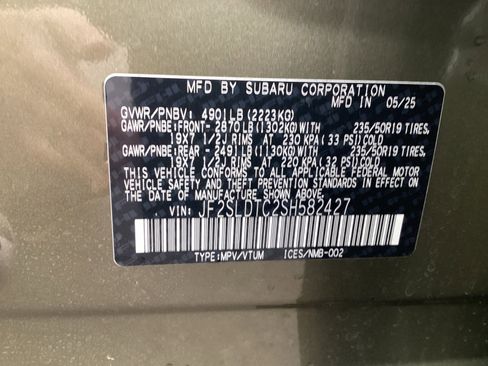 MFD BY SUBARU CORPORATION
MFD IN 05/25
GVWR/PNBV: 4901LB (2223KG)
GAWR/PNBE:FRONT- 2870LB(1302KG)WITH 235/50R19 TIRES,
19X7 1/2J RIMS AT 230 KPA ( 33 PSI)COLD
GAWR/PNBE:REAR - 2491LB(1130KG)WITH 235/50R19 TIRES,
19X7 1/2J RIMS AT 220 KPA ( 32 PSI)COLD
THIS VEHICLE CONFORMS TO ALL APPLICABLE FEDERAL MOTOR
VEHICLE SAFETY AND THEFT PREVENTION STANDARDS IN EFFECT ON
THE DATE OF MANUFACTURE SHOWN ABOVE.
VIN: JF2SLDTC2SH582427
TYPE:MPV/VTUM ICES/NMB-002